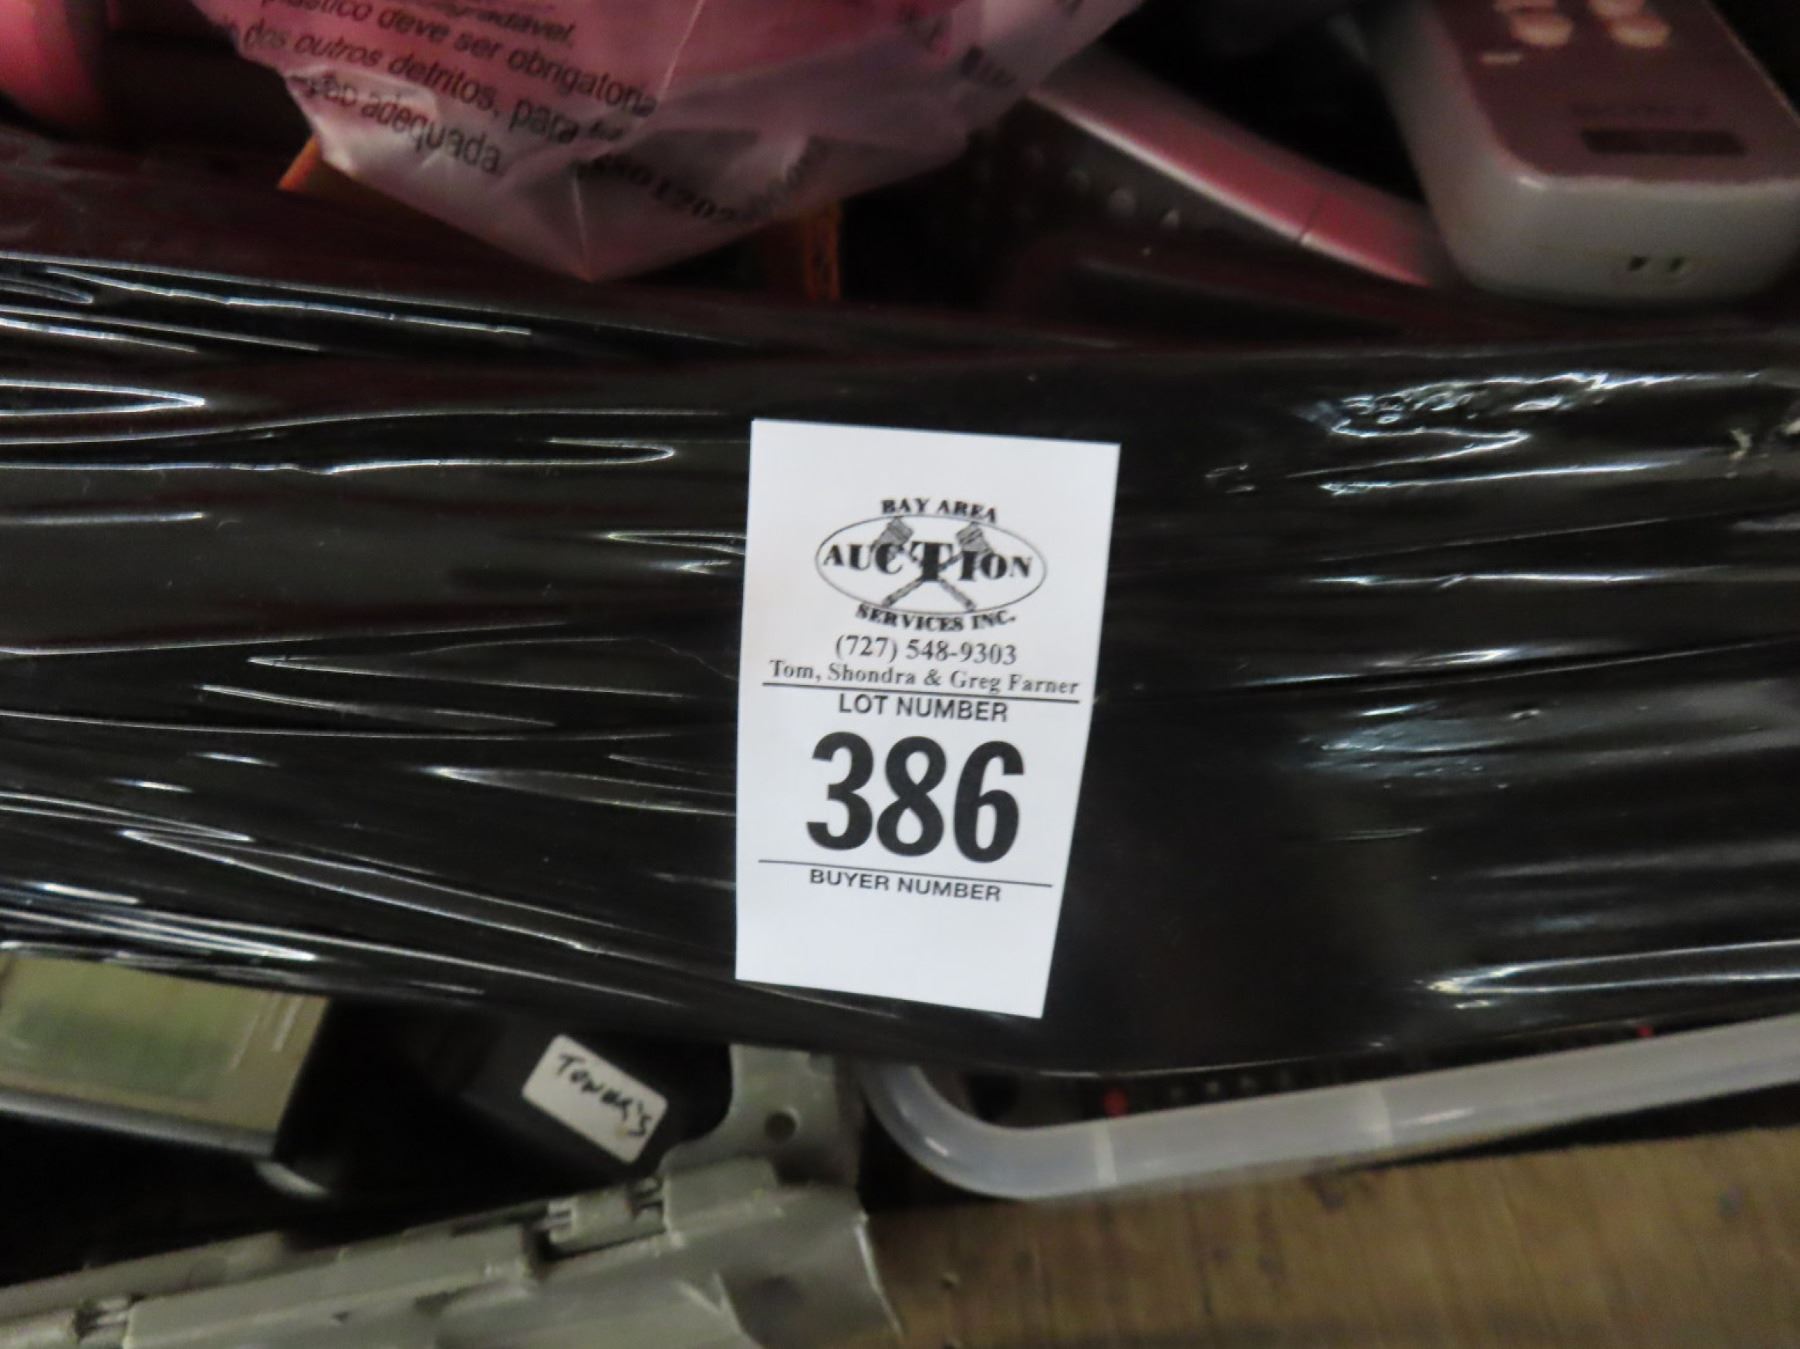 plástico deve ser obrigatoria
dos outros detritos, para
adequada.
BAY AREA
AUCTION
SERVICES INC.
(727) 548-9303
Tom, Shondra & Greg Farner
LOT NUMBER
386
BUYER NUMBER
TONER'S